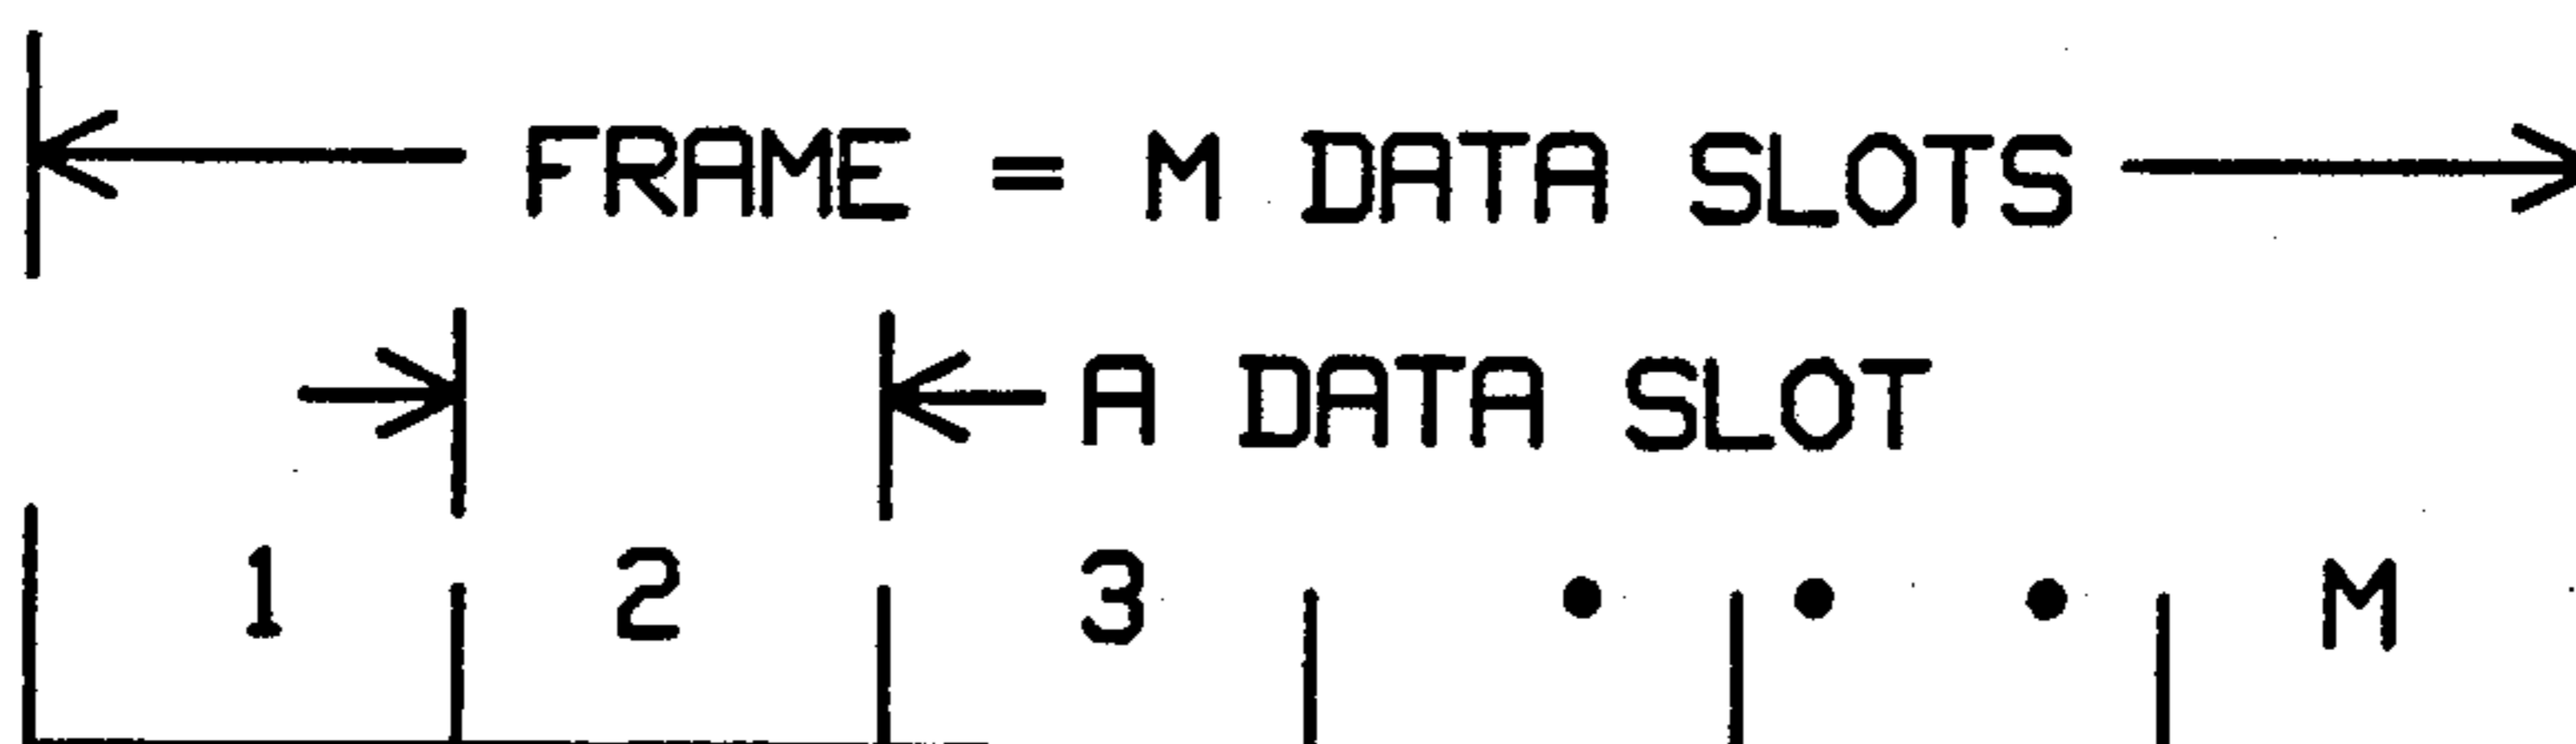 FRAME = M DATA SLOTS
A DATA SLOT
1 2 3 • • • M